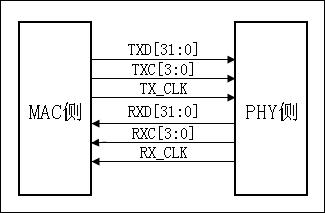 TXD[31:0]
TXC[3:0]
TX_CLK
MAC侧
RXD[31:0]
PHY侧
RXC[3:0]
RX_CLK